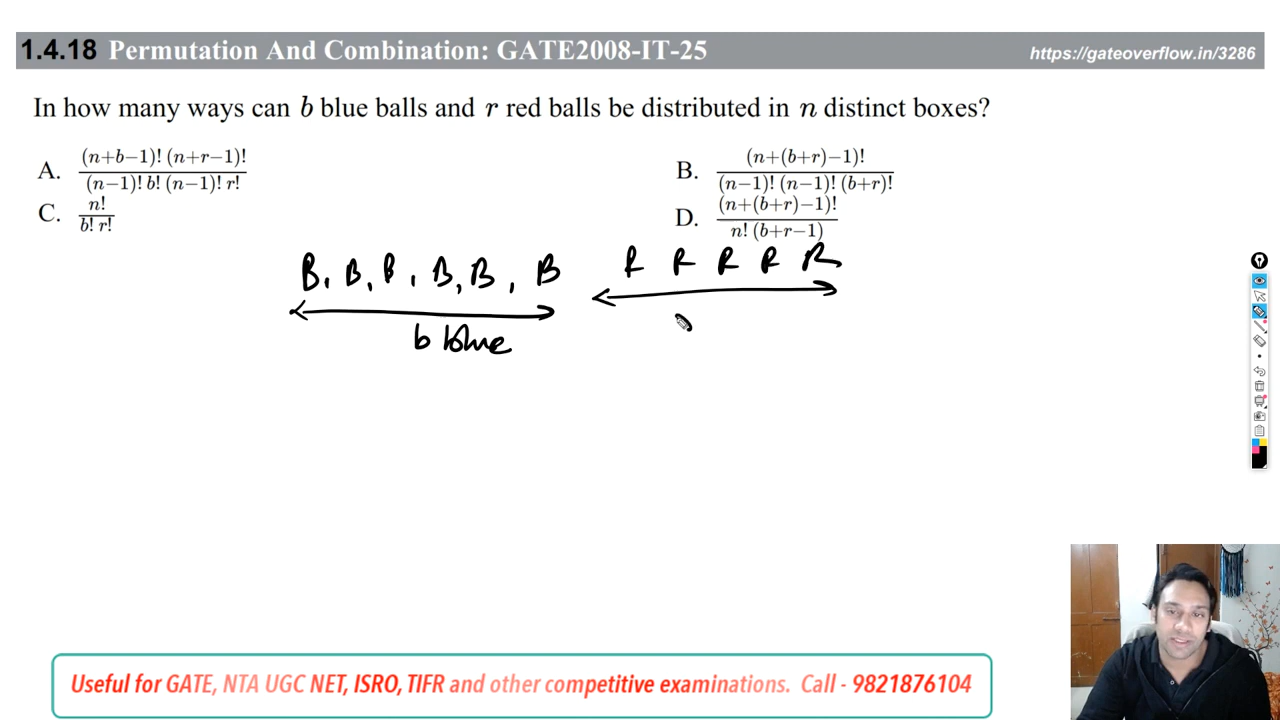 1.4.18 Permutation And Combination: GATE2008-IT-25 https://gateoverflow.in/3286
In how many ways can b blue balls and r red balls be distributed in n distinct boxes?
A. (n+b−1)! (n+r−1)! / (n−1)! b! (n−1)! r!
B. (n+(b+r)−1)! / (n−1)! (n−1)! (b+r)!
C. n! / b! r!
D. (n+(b+r)−1)! / n! (b+r−1)
B, B, B, B, B, B R R R R R
b blue
Useful for GATE, NTA UGC NET, ISRO, TIFR and other competitive examinations. Call - 9821876104